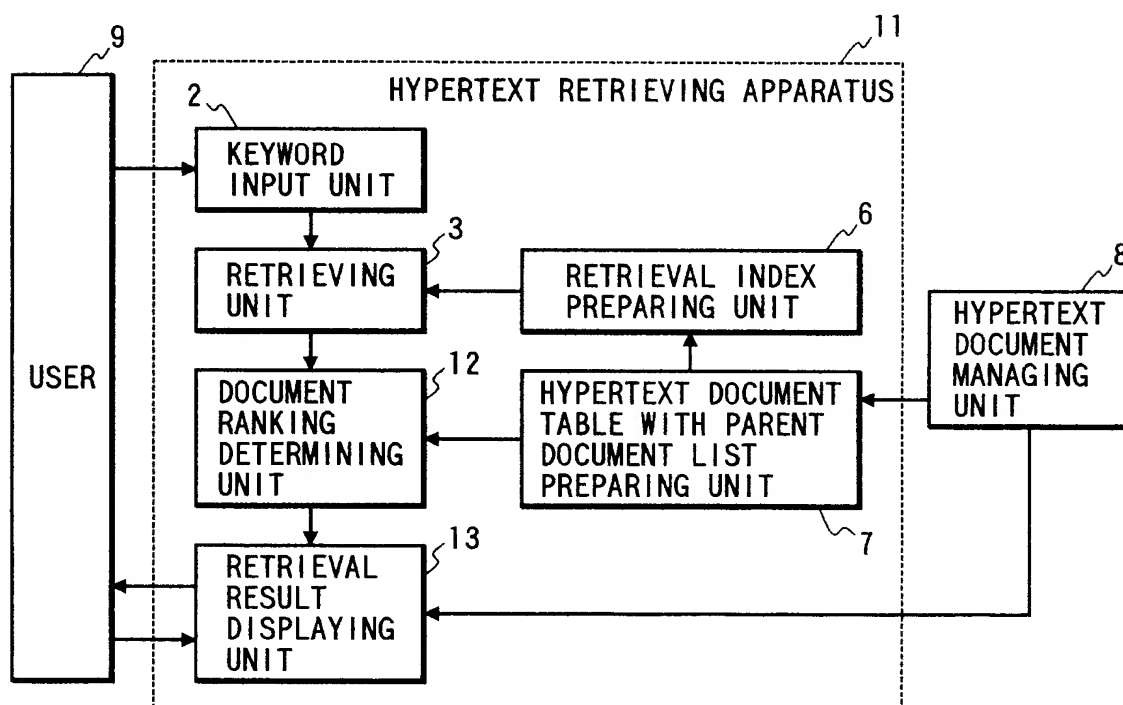 9
11
HYPERTEXT RETRIEVING APPARATUS
2
KEYWORD
INPUT UNIT
3
RETRIEVING
UNIT
6
RETRIEVAL INDEX
PREPARING UNIT
8
HYPERTEXT
DOCUMENT
MANAGING
UNIT
USER
12
DOCUMENT
RANKING
DETERMINING
UNIT
HYPERTEXT DOCUMENT
TABLE WITH PARENT
DOCUMENT LIST
PREPARING UNIT
7
13
RETRIEVAL
RESULT
DISPLAYING
UNIT